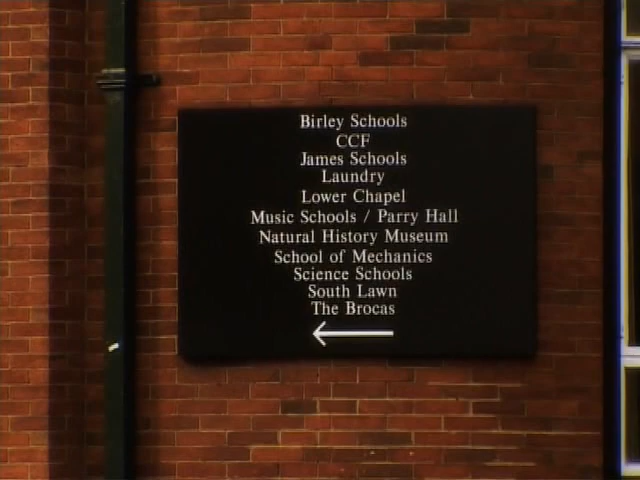 Birley Schools
CCF
James Schools
Laundry
Lower Chapel
Music Schools / Parry Hall
Natural History Museum
School of Mechanics
Science Schools
South Lawn
The Brocas